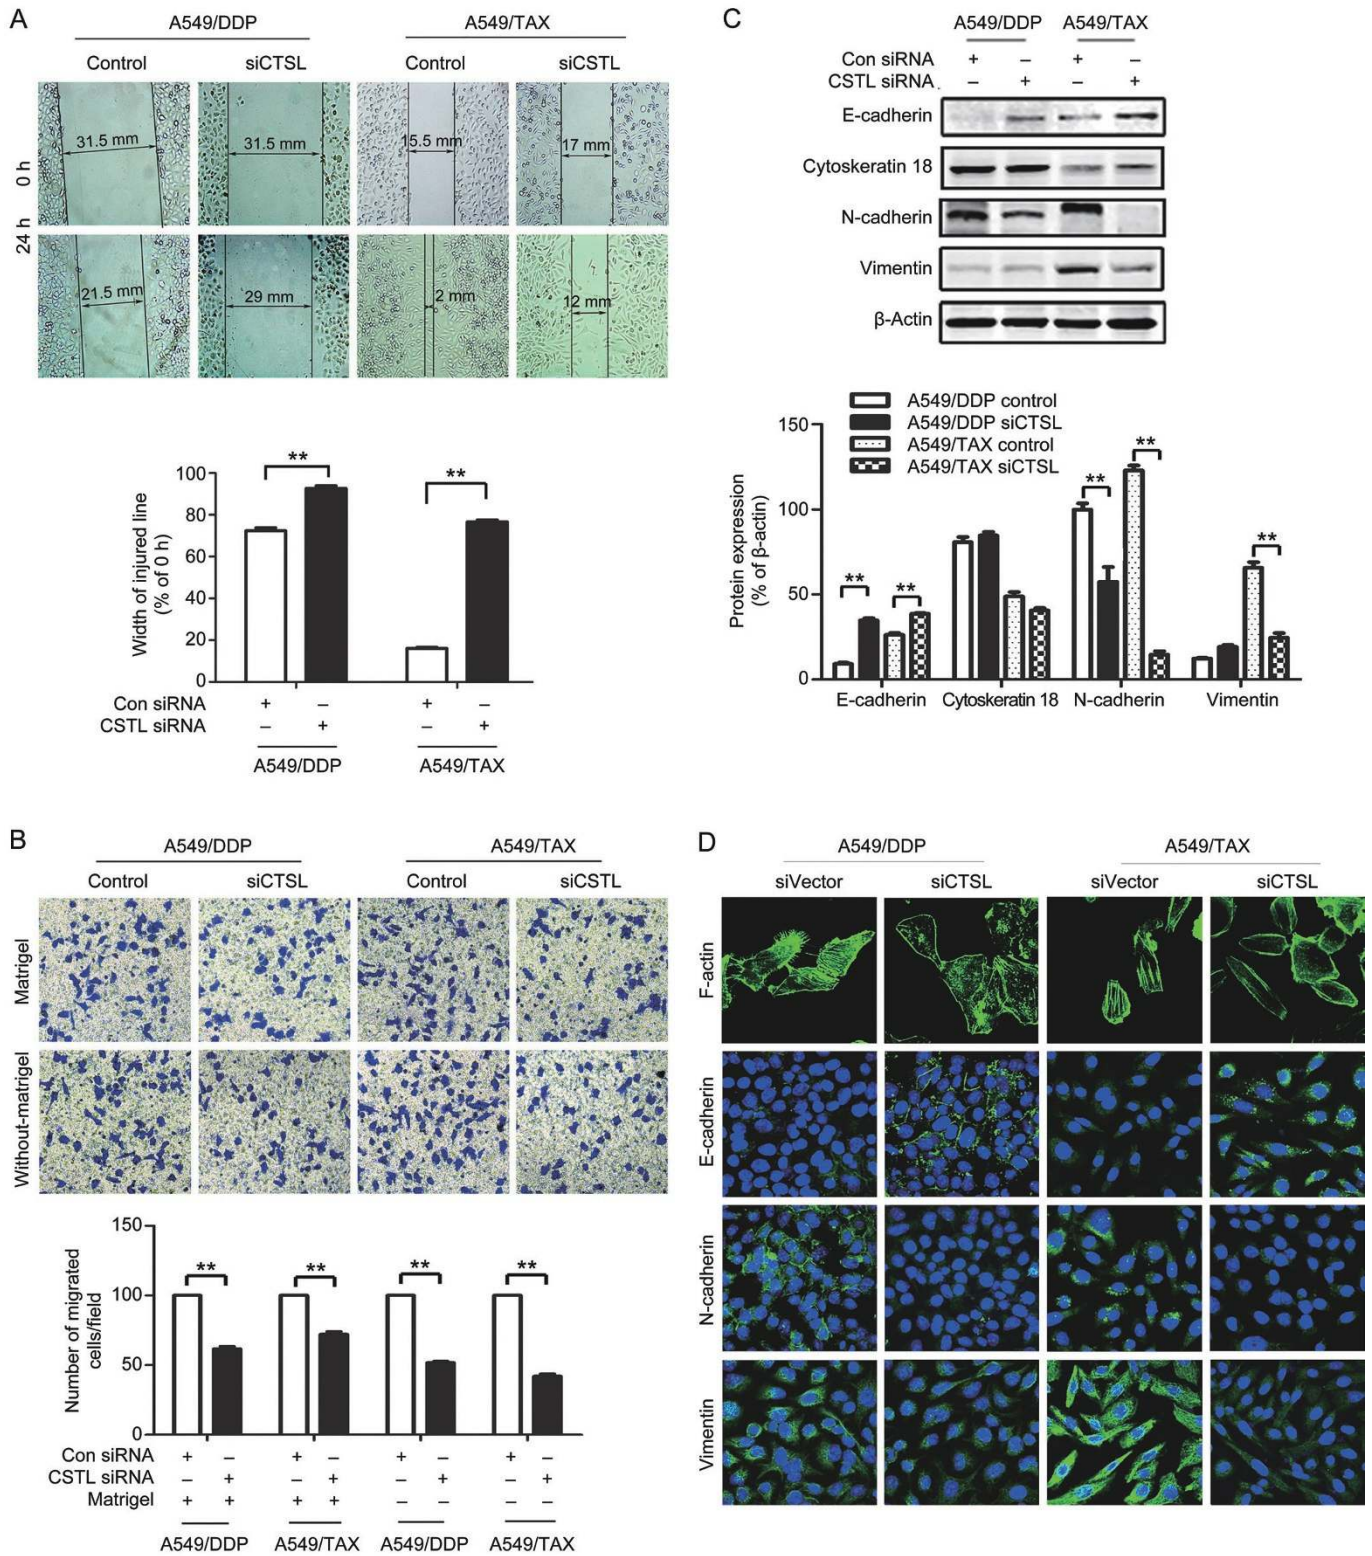 A
A549/DDP
A549/TAX
Control
siCTSL
Control
siCSTL
0 h
31.5 mm
31.5 mm
15.5 mm
17 mm
24 h
21.5 mm
29 mm
2 mm
12 mm
Width of injured line
(% of 0 h)
100
80
60
40
20
0
**
**
Con siRNA + – + –
CSTL siRNA – + – +
A549/DDP
A549/TAX
B
A549/DDP
A549/TAX
Control
siCTSL
Control
siCSTL
Matrigel
Without-matrigel
Number of migrated
cells/field
150
100
50
0
**
**
**
**
Con siRNA + – + – + – + –
CSTL siRNA – + – + – + – +
Matrigel + + + + – – – –
A549/DDP
A549/TAX
A549/DDP
A549/TAX
C
A549/DDP A549/TAX
Con siRNA + – + –
CSTL siRNA – + – +
E-cadherin
Cytoskeratin 18
N-cadherin
Vimentin
β-Actin
A549/DDP control
A549/DDP siCTSL
A549/TAX control
A549/TAX siCTSL
Protein expression
(% of β-actin)
150
100
50
0
**
**
**
**
**
E-cadherin
Cytoskeratin 18
N-cadherin
Vimentin
D
A549/DDP
A549/TAX
siVector
siCTSL
siVector
siCTSL
F-actin
E-cadherin
N-cadherin
Vimentin